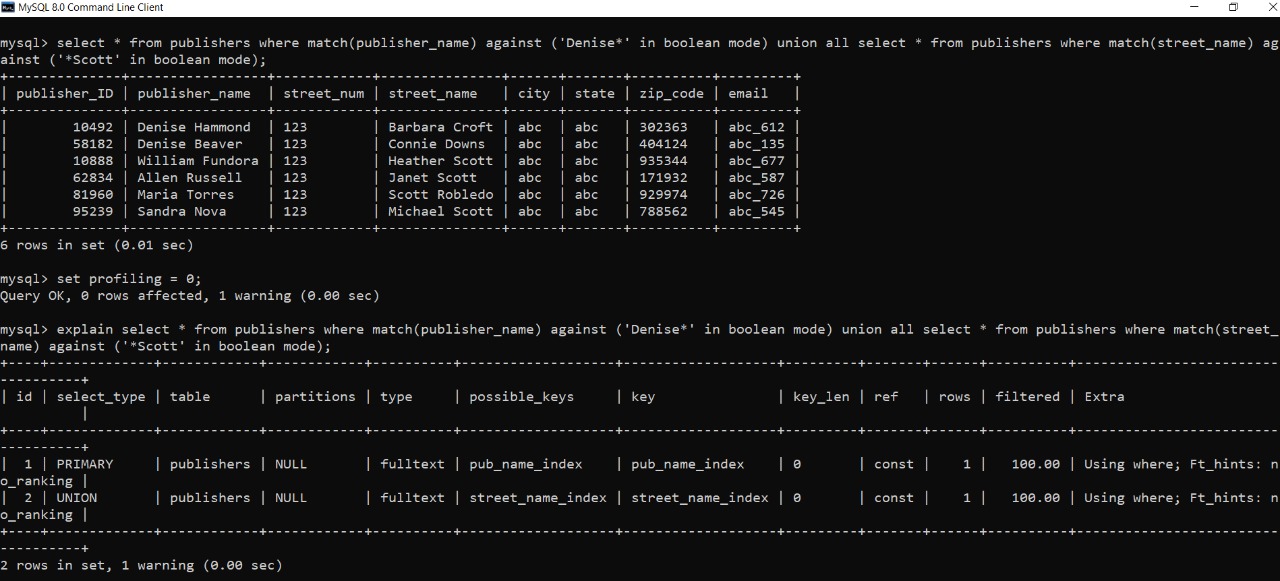 MySQL 8.0 Command Line Client
mysql> select * from publishers where match(publisher_name) against ('Denise*' in boolean mode) union all select * from publishers where match(street_name) ag
ainst ('*Scott' in boolean mode);
+--------------+-----------------+------------+----------------+------+-------+----------+---------+
| publisher_ID | publisher_name  | street_num | street_name    | city | state | zip_code | email   |
+--------------+-----------------+------------+----------------+------+-------+----------+---------+
|        10492 | Denise Hammond  | 123        | Barbara Croft  | abc  | abc   | 302363   | abc_612 |
|        58182 | Denise Beaver   | 123        | Connie Downs   | abc  | abc   | 404124   | abc_135 |
|        10888 | William Fundora | 123        | Heather Scott  | abc  | abc   | 935344   | abc_677 |
|        62834 | Allen Russell   | 123        | Janet Scott    | abc  | abc   | 171932   | abc_587 |
|        81960 | Maria Torres    | 123        | Scott Robledo  | abc  | abc   | 929974   | abc_726 |
|        95239 | Sandra Nova     | 123        | Michael Scott  | abc  | abc   | 788562   | abc_545 |
+--------------+-----------------+------------+----------------+------+-------+----------+---------+
6 rows in set (0.01 sec)
mysql> set profiling = 0;
Query OK, 0 rows affected, 1 warning (0.00 sec)
mysql> explain select * from publishers where match(publisher_name) against ('Denise*' in boolean mode) union all select * from publishers where match(street_
name) against ('*Scott' in boolean mode);
+----+-------------+------------+------------+----------+-------------------+-------------------+---------+-------+------+----------+-------------------------
----------+
| id | select_type | table      | partitions | type     | possible_keys     | key               | key_len | ref   | rows | filtered | Extra
          |
+----+-------------+------------+------------+----------+-------------------+-------------------+---------+-------+------+----------+-------------------------
----------+
|  1 | PRIMARY     | publishers | NULL       | fulltext | pub_name_index    | pub_name_index    | 0       | const |    1 |   100.00 | Using where; Ft_hints: n
o_ranking |
|  2 | UNION       | publishers | NULL       | fulltext | street_name_index | street_name_index | 0       | const |    1 |   100.00 | Using where; Ft_hints: n
o_ranking |
+----+-------------+------------+------------+----------+-------------------+-------------------+---------+-------+------+----------+-------------------------
----------+
2 rows in set, 1 warning (0.00 sec)